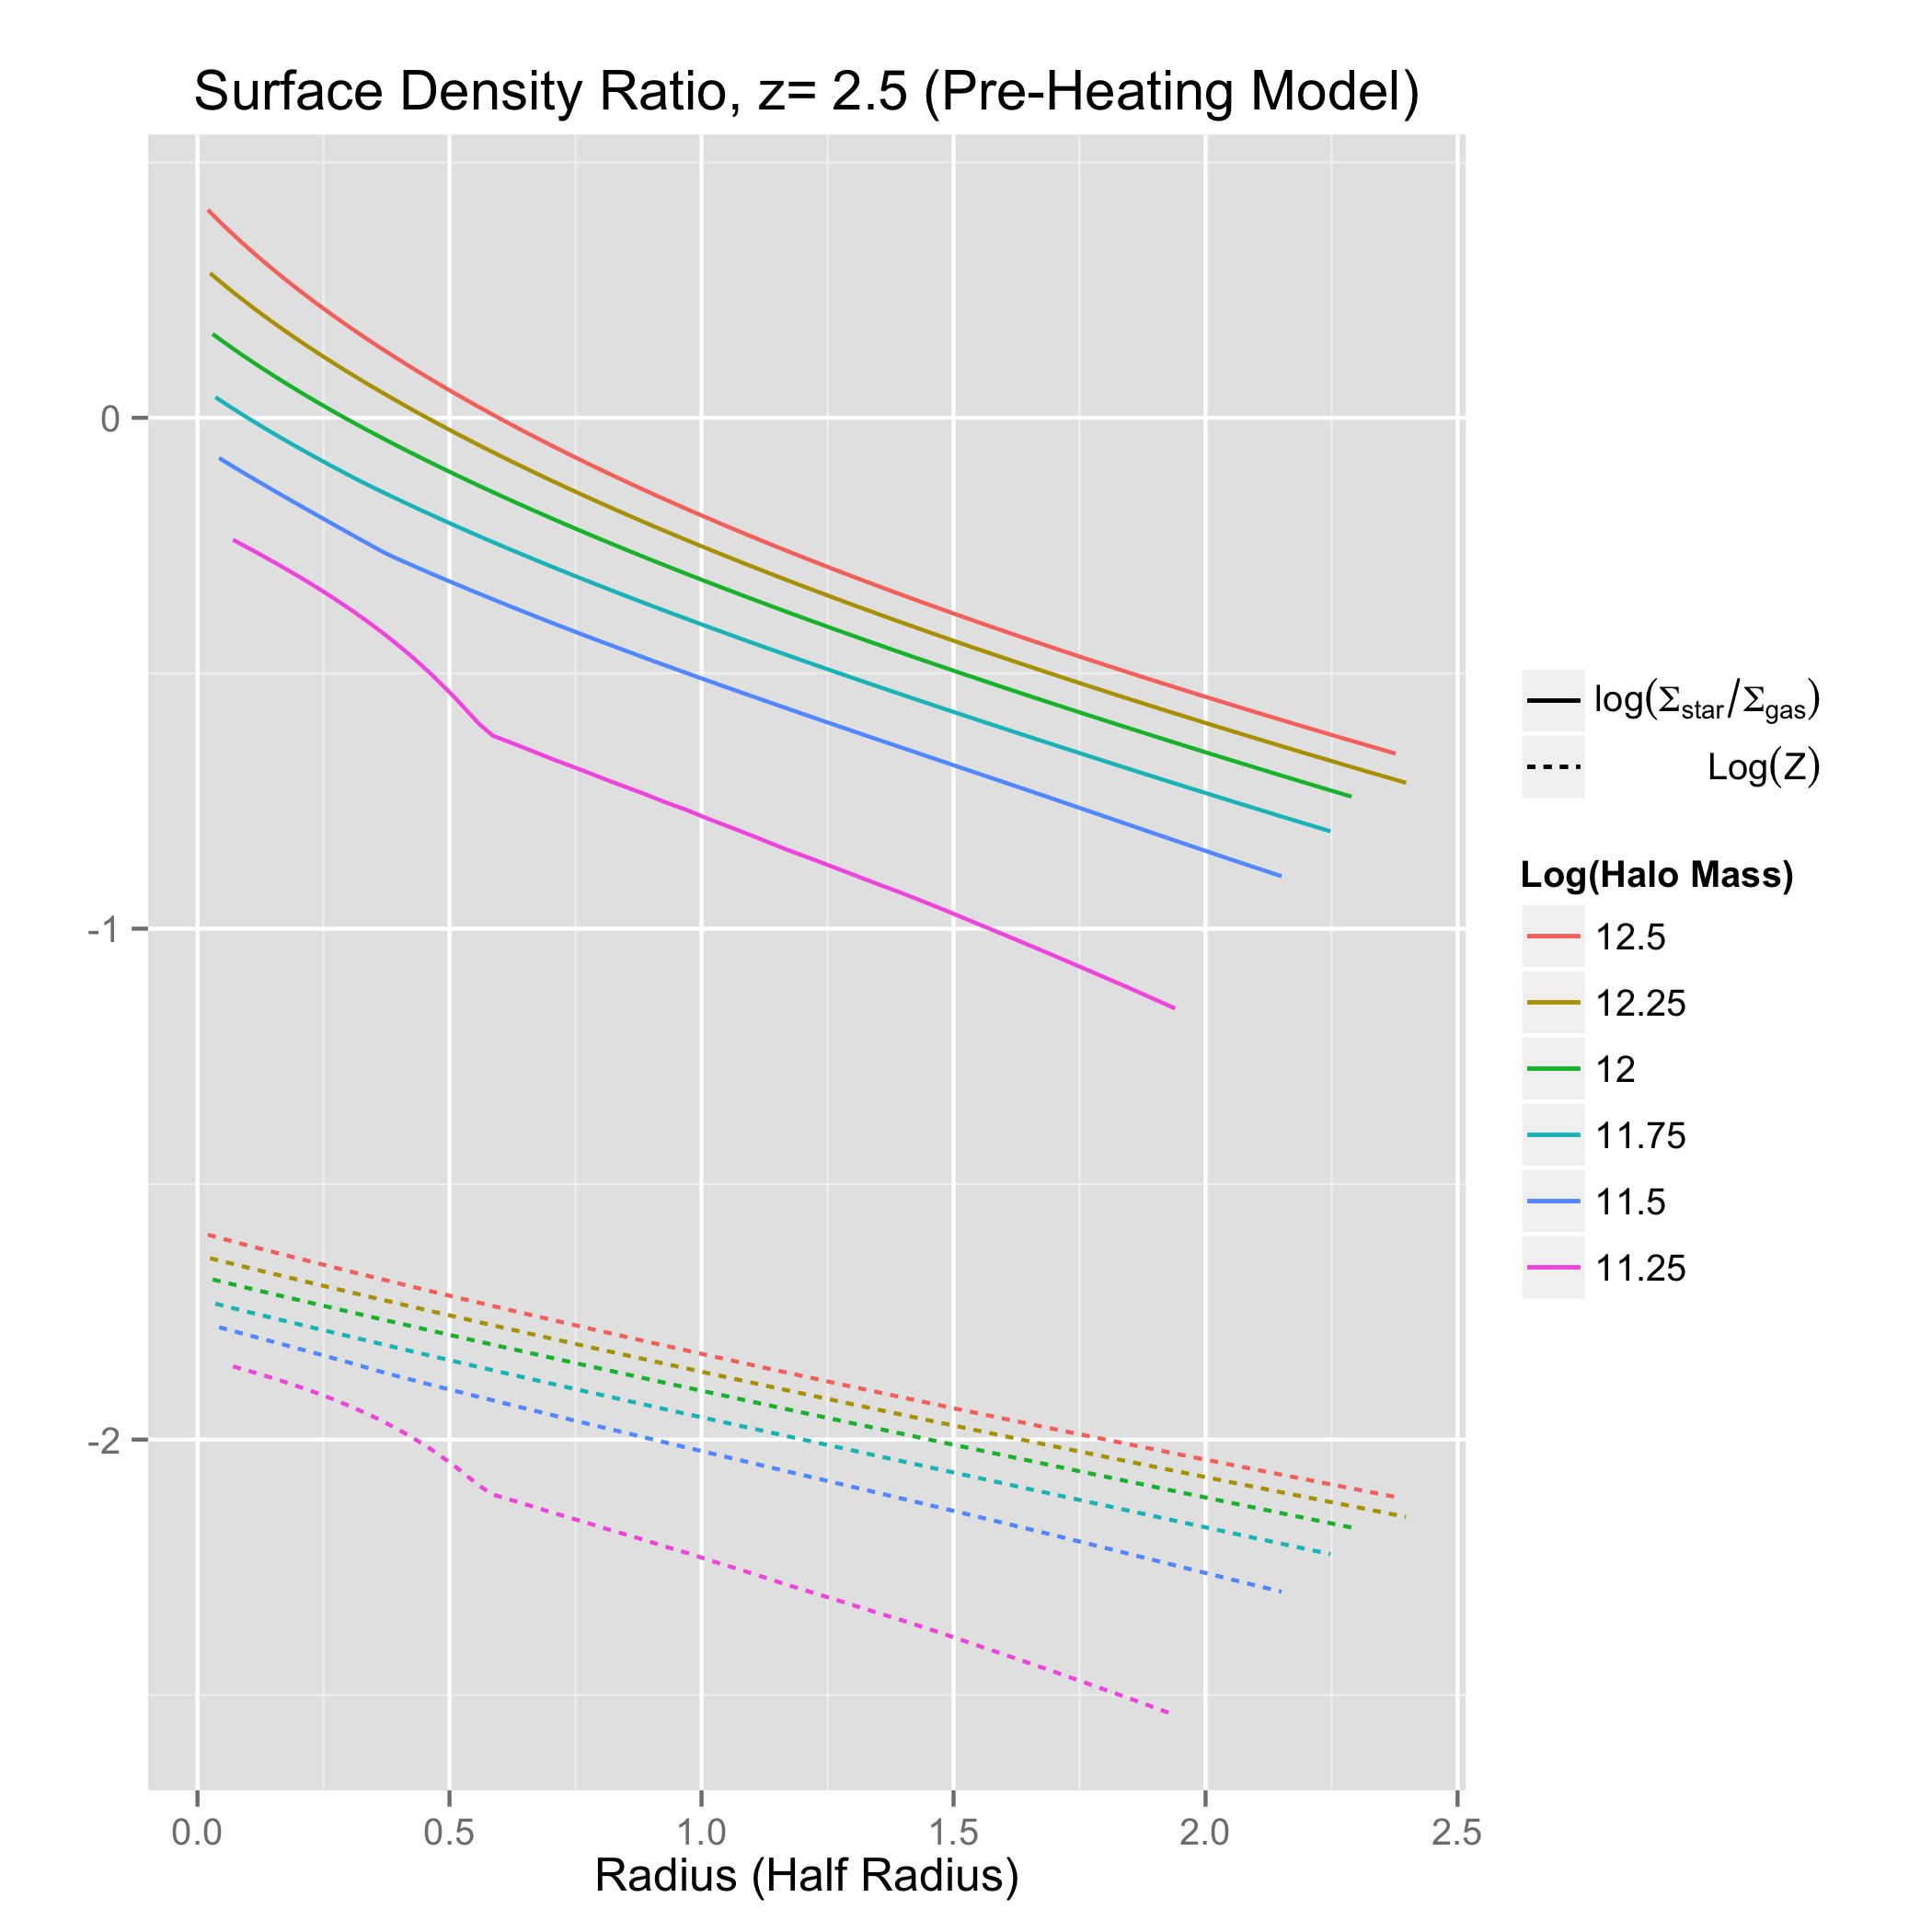 Surface Density Ratio, z= 2.5 (Pre-Heating Model)
0
-1
-2
0.0 0.5 1.0 1.5 2.0 2.5
Radius (Half Radius)
log(Σstar/Σgas)
Log(Z)
Log(Halo Mass)
12.5
12.25
12
11.75
11.5
11.25